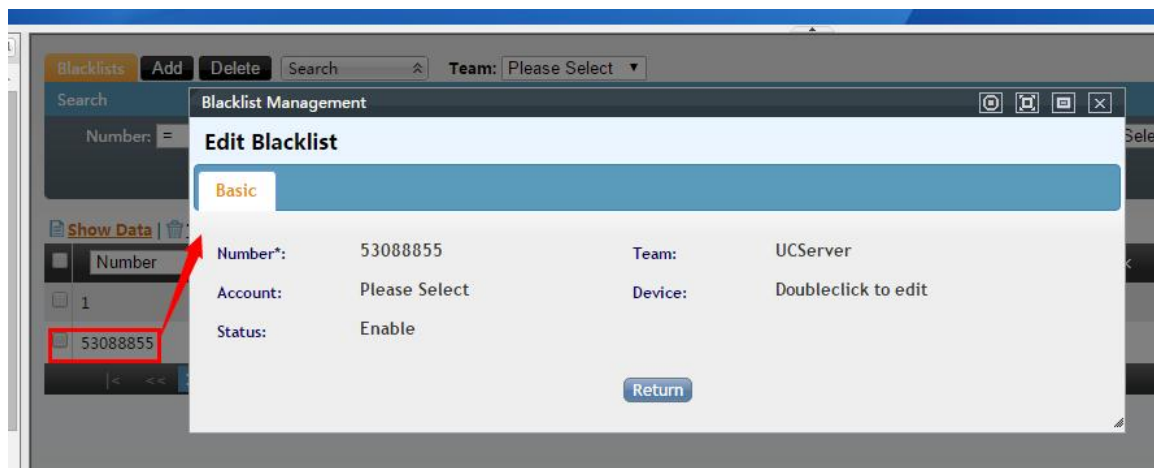 Blacklists Add Delete Search Team: Please Select
Search
Blacklist Management
Number: =
Edit Blacklist
Basic
Show Data |
Number
Number*: 53088855 Team: UCServer
Account: Please Select Device: Doubleclick to edit
1
Status: Enable
53088855
|< <<
Return